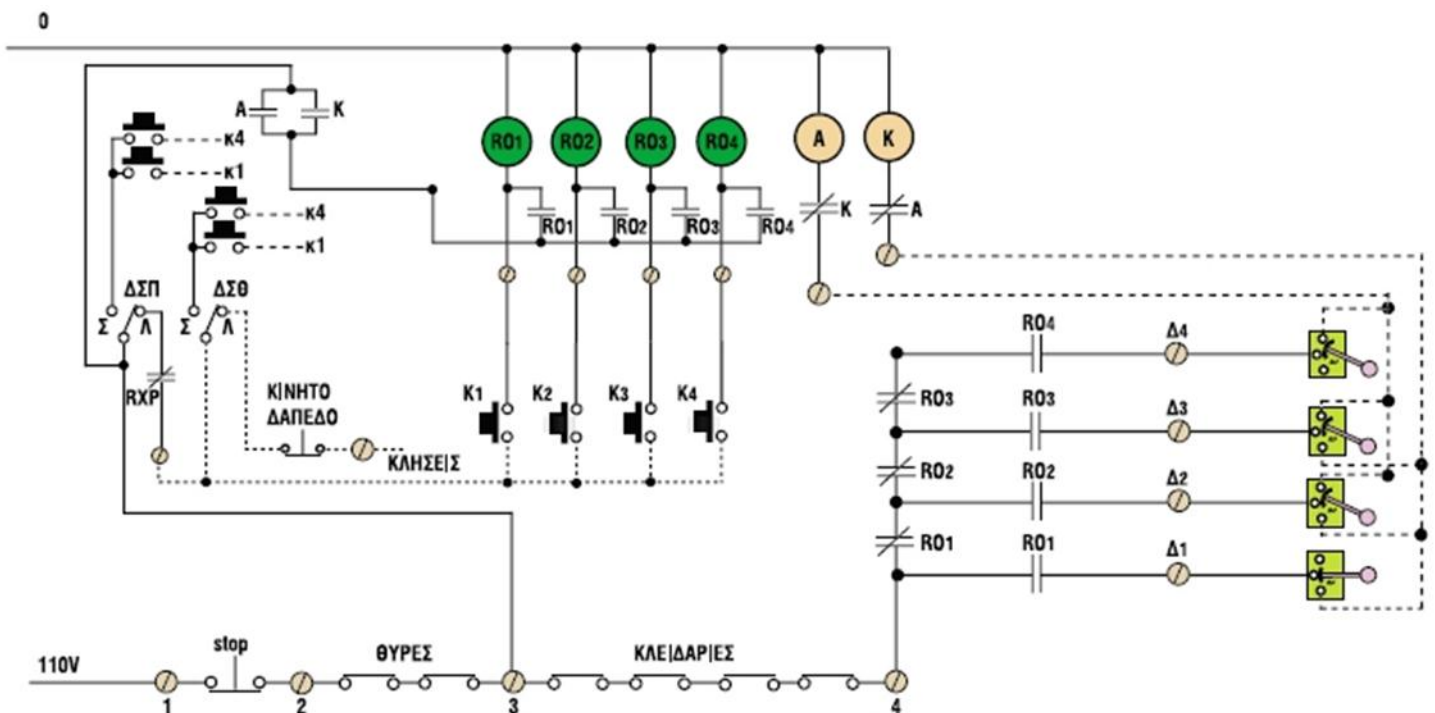 0
A K
κ4
κ1
κ4
κ1
RO1 RO2 RO3 RO4 A K
RO1 RO2 RO3 RO4 K A
ΔΣΠ ΔΣΘ
Σ Λ Σ Λ
RXP
ΚΙΝΗΤΟ
ΔΑΠΕΔΟ
ΚΛΗΣΕΙΣ
K1 K2 K3 K4
RO4 Δ4
RO3 RO3 Δ3
RO2 RO2 Δ2
RO1 RO1 Δ1
110V stop ΘΥΡΕΣ ΚΛΕΙΔΑΡΙΕΣ
1 2 3 4